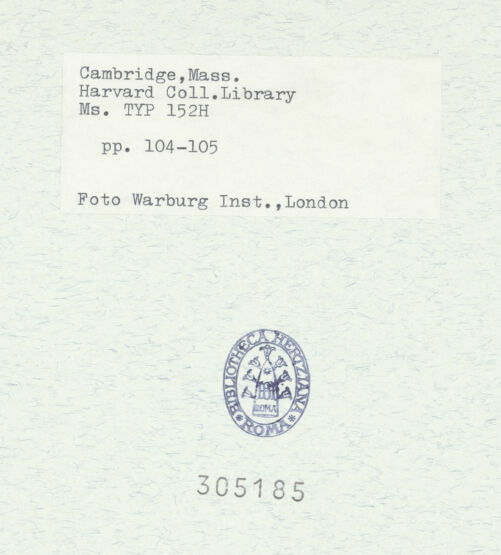 Cambridge,Mass.
Harvard Coll.Library
Ms. TYP 152H
pp. 104-105
Foto Warburg Inst.,London
BIBLIOTHECA HERTZIANA
ROMA
* ROMA *
305185